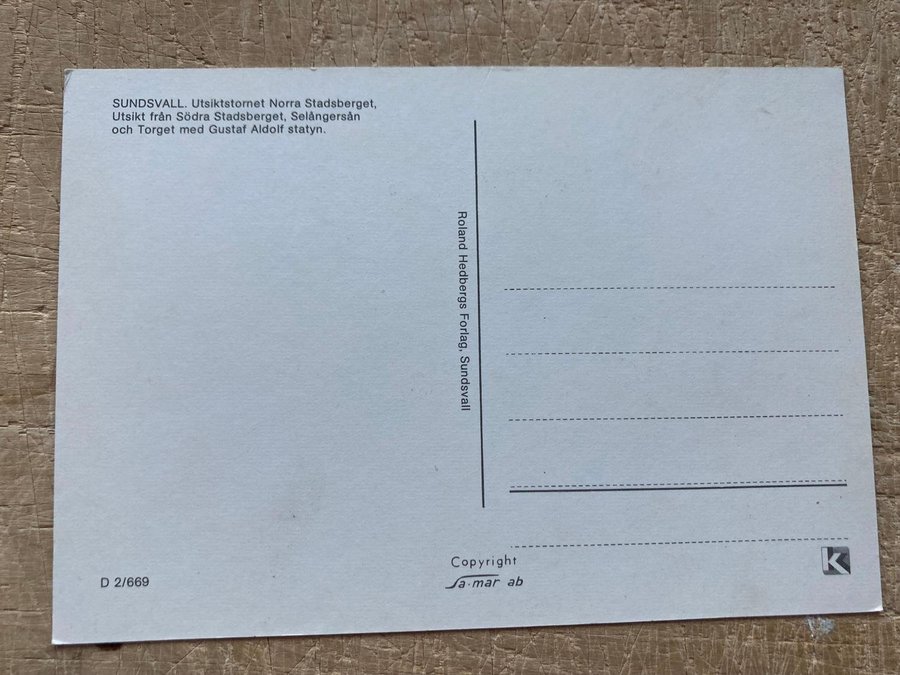 SUNDSVALL. Utsiktstornet Norra Stadsberget,
Utsikt från Södra Stadsberget, Selångersån
och Torget med Gustaf Aldolf statyn.
Roland Hedbergs Forlag, Sundsvall
D 2/669
Copyright
Sa-mar ab
K